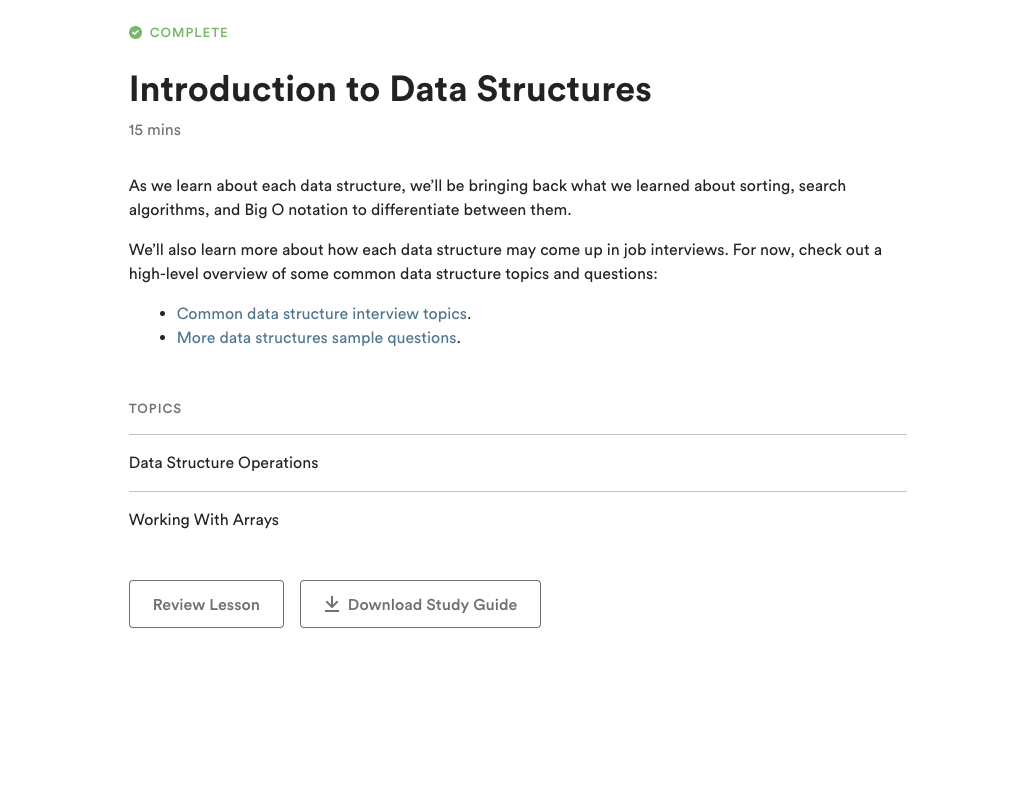 COMPLETE
Introduction to Data Structures
15 mins
As we learn about each data structure, we’ll be bringing back what we learned about sorting, search
algorithms, and Big O notation to differentiate between them.
We’ll also learn more about how each data structure may come up in job interviews. For now, check out a
high-level overview of some common data structure topics and questions:
• Common data structure interview topics.
• More data structures sample questions.
TOPICS
Data Structure Operations
Working With Arrays
Review Lesson
Download Study Guide